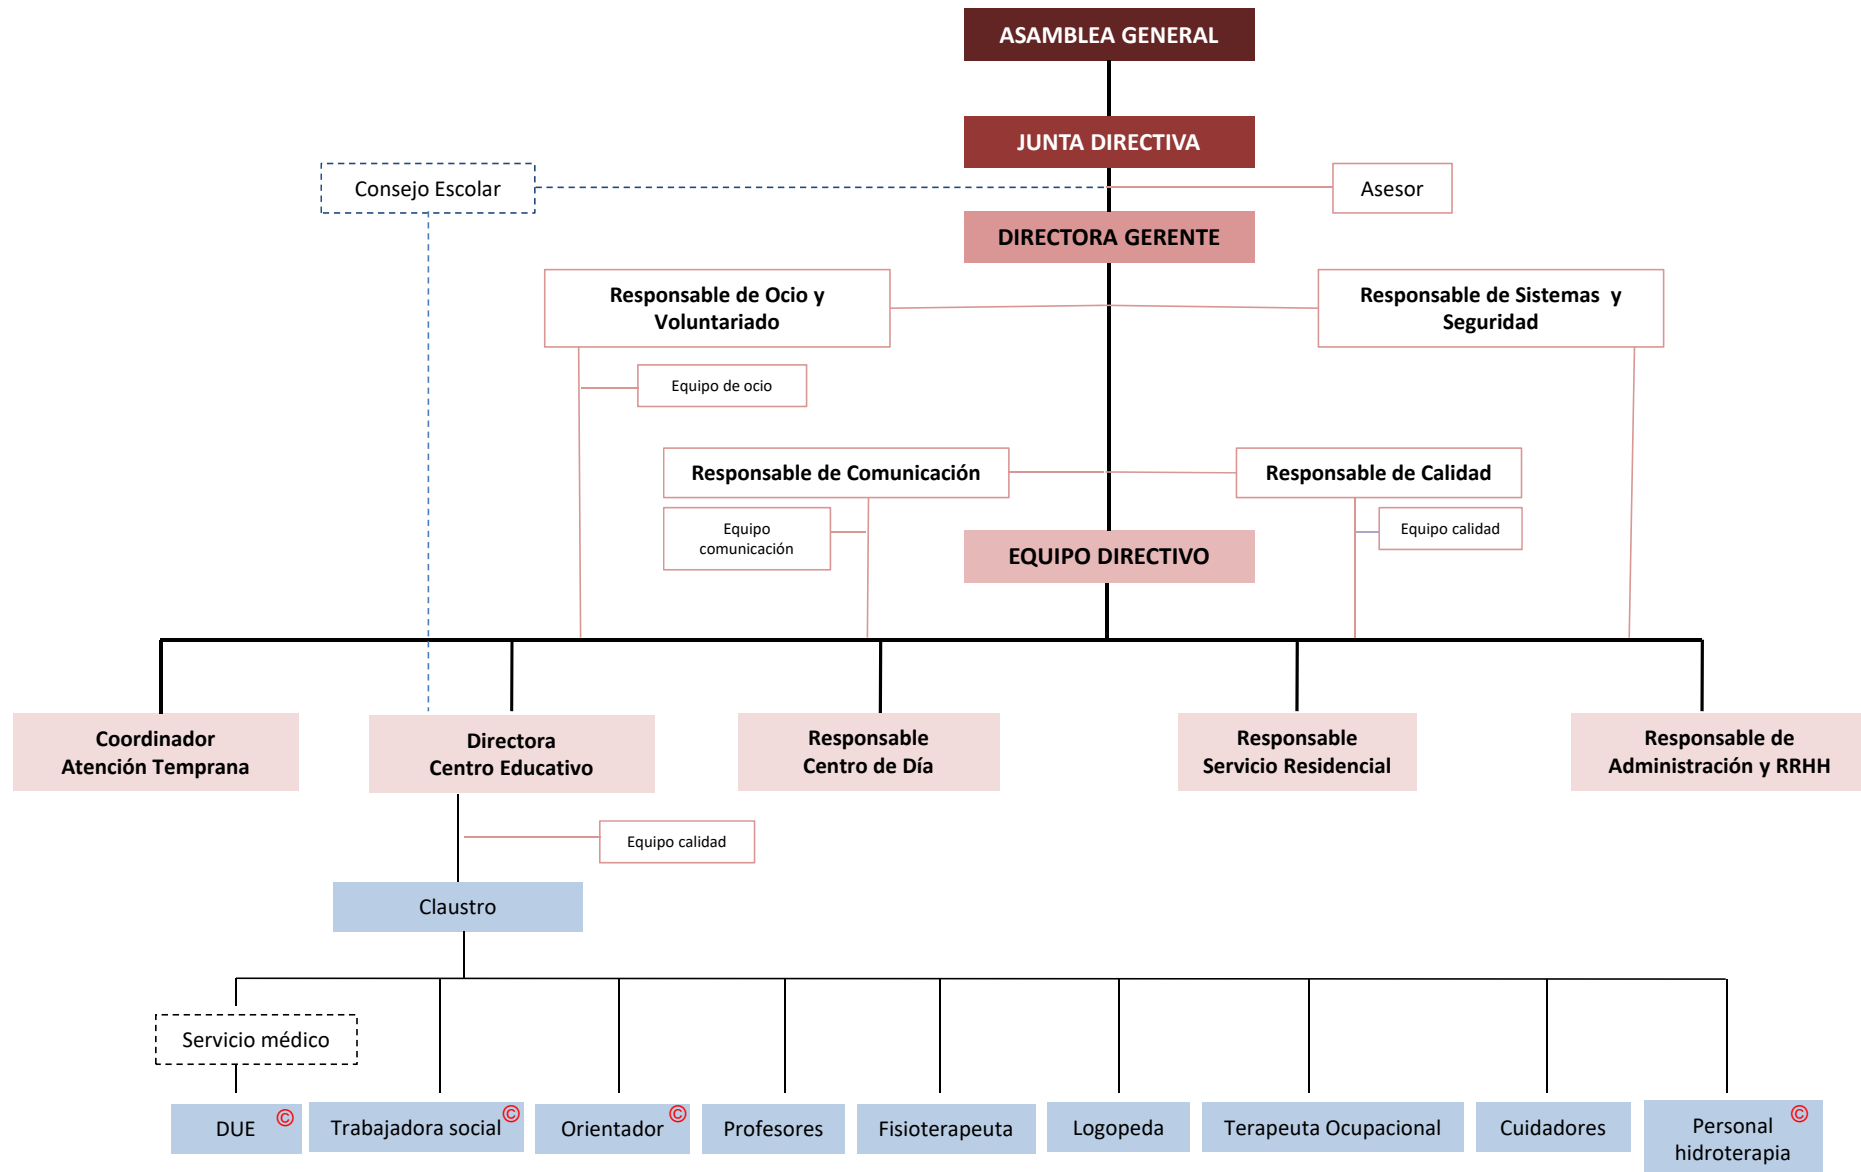 ASAMBLEA GENERAL
JUNTA DIRECTIVA
Consejo Escolar
Asesor
DIRECTORA GERENTE
Responsable de Ocio y
Voluntariado
Responsable de Sistemas y
Seguridad
Equipo de ocio
Responsable de Comunicación
Responsable de Calidad
Equipo
comunicación
Equipo calidad
EQUIPO DIRECTIVO
Coordinador
Atención Temprana
Directora
Centro Educativo
Responsable
Centro de Día
Responsable
Servicio Residencial
Responsable de
Administración y RRHH
Equipo calidad
Claustro
Servicio médico
DUE ©
Trabajadora social ©
Orientador ©
Profesores
Fisioterapeuta
Logopeda
Terapeuta Ocupacional
Cuidadores
Personal ©
hidroterapia